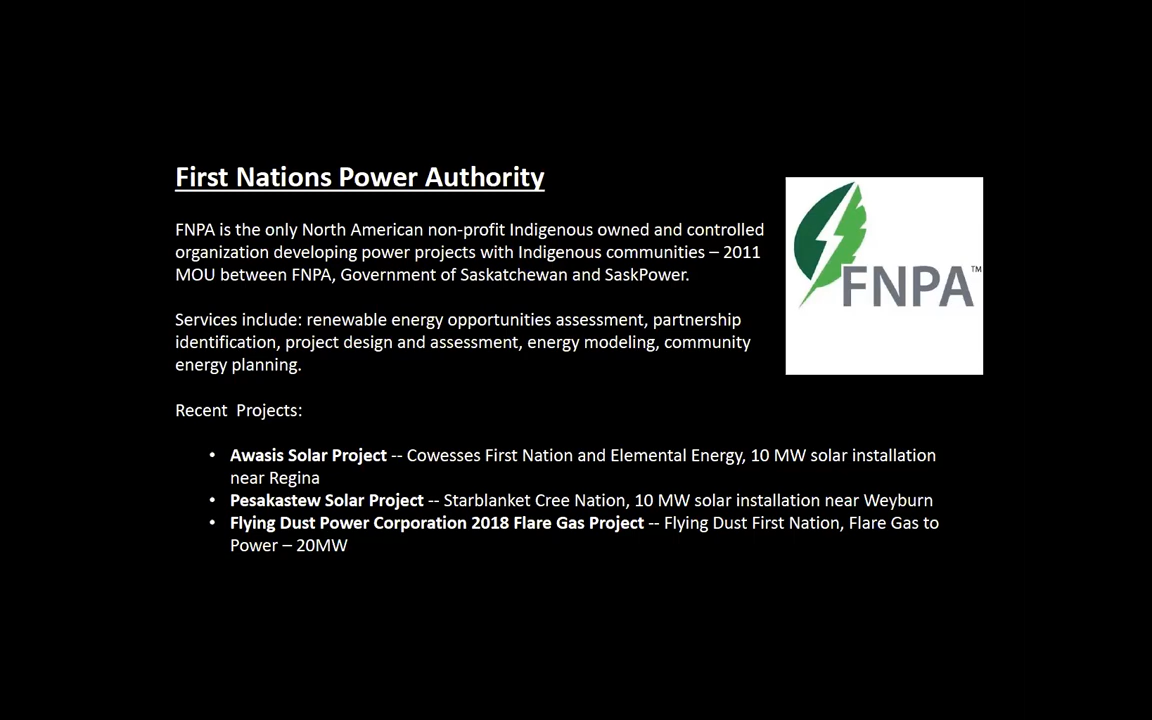 First Nations Power Authority
FNPA is the only North American non-profit Indigenous owned and controlled
organization developing power projects with Indigenous communities – 2011
MOU between FNPA, Government of Saskatchewan and SaskPower.
FNPA™
Services include: renewable energy opportunities assessment, partnership
identification, project design and assessment, energy modeling, community
energy planning.
Recent  Projects:
• Awasis Solar Project -- Cowesses First Nation and Elemental Energy, 10 MW solar installation
near Regina
• Pesakastew Solar Project -- Starblanket Cree Nation, 10 MW solar installation near Weyburn
• Flying Dust Power Corporation 2018 Flare Gas Project -- Flying Dust First Nation, Flare Gas to
Power – 20MW